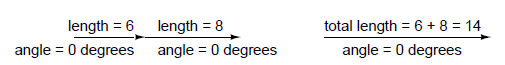 length = 6 length = 8 total length = 6 + 8 = 14
angle = 0 degrees angle = 0 degrees angle = 0 degrees